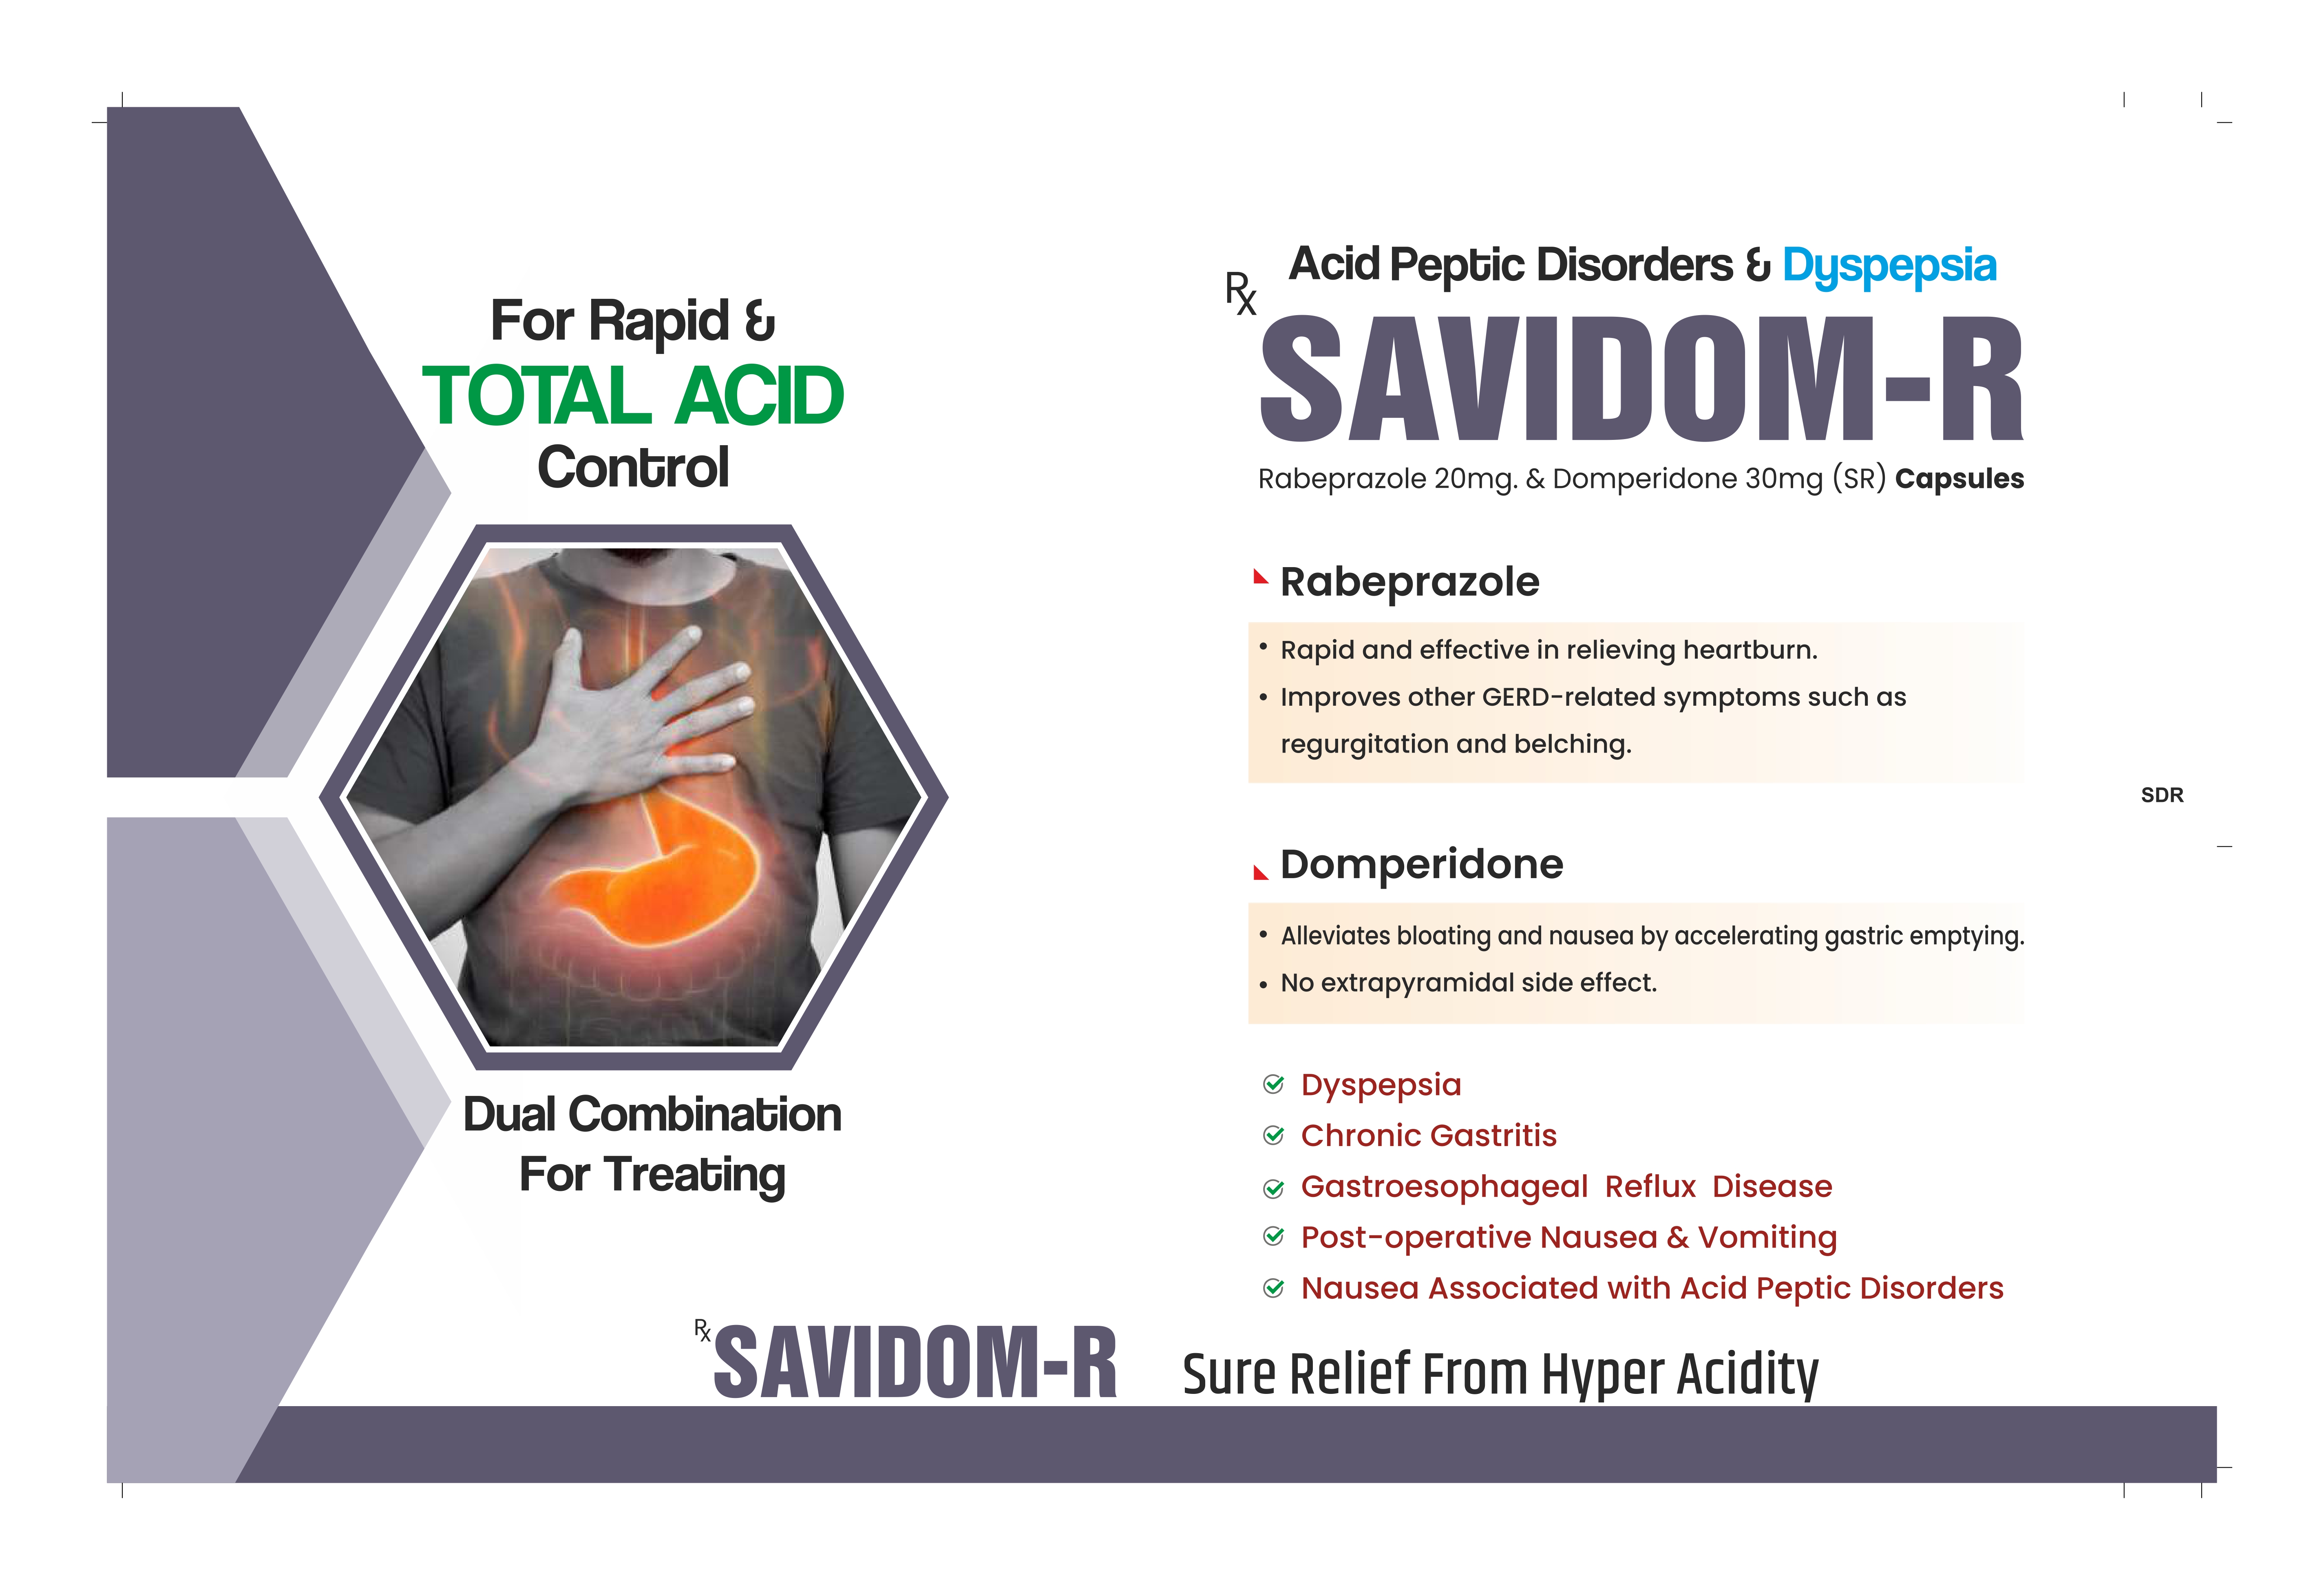 For Rapid &
TOTAL ACID
Control
Dual Combination
For Treating
Rx
Acid Peptic Disorders & Dyspepsia
SAVIDOM-R
Rabeprazole 20mg. & Domperidone 30mg (SR) Capsules
Rabeprazole
• Rapid and effective in relieving heartburn.
• Improves other GERD-related symptoms such as
regurgitation and belching.
SDR
Domperidone
• Alleviates bloating and nausea by accelerating gastric emptying.
• No extrapyramidal side effect.
Dyspepsia
Chronic Gastritis
Gastroesophageal Reflux Disease
Post-operative Nausea & Vomiting
Nausea Associated with Acid Peptic Disorders
Rx SAVIDOM-R
Sure Relief From Hyper Acidity